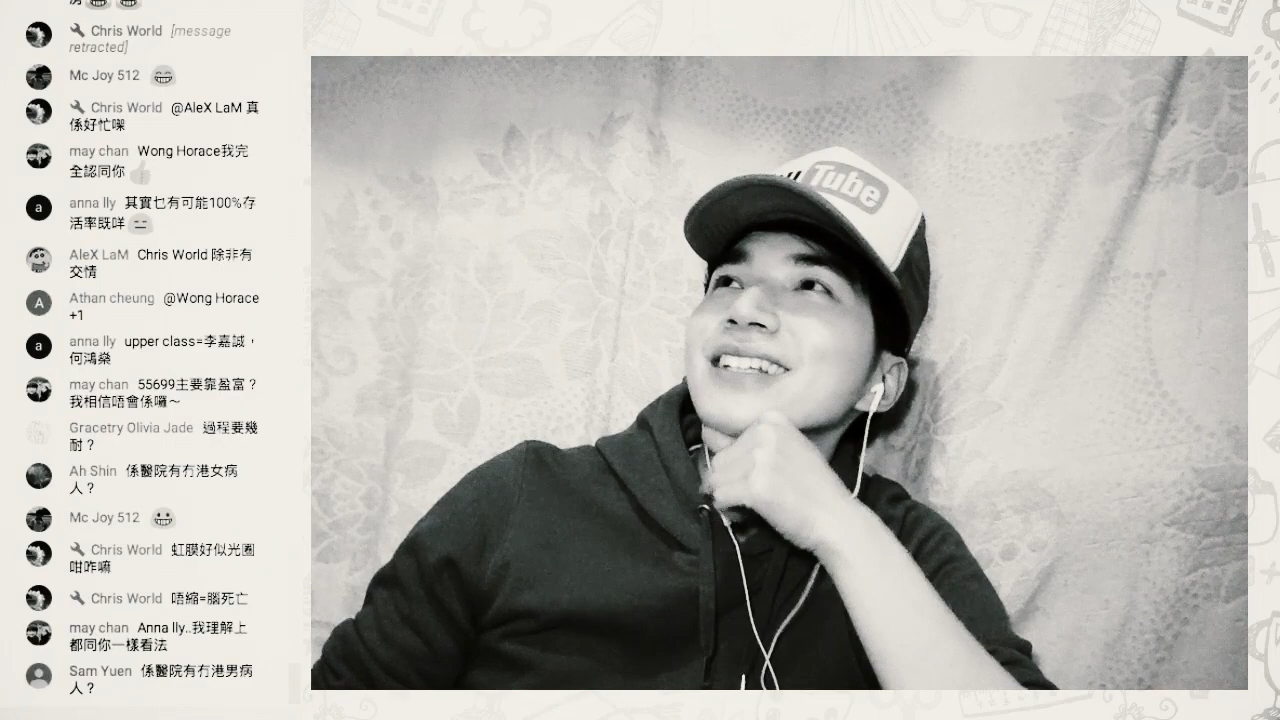 Chris World [message
retracted]
Mc Joy 512
Chris World @AleX LaM 真
係好忙㗎
may chan Wong Horace我完
全認同你
a
anna lly 其實乜有可能100%存
活率既咩
AleX LaM Chris World 除非有
交情
A
Athan cheung @Wong Horace
+1
a
anna lly upper class=李嘉誠，
何鴻燊
may chan 55699主要靠盈富？
我相信唔會係囉～
Gracetry Olivia Jade 過程要幾
耐？
Ah Shin 係醫院有冇港女病
人？
Mc Joy 512
Chris World 虹膜好似光圈
咁咋嘛
Chris World 唔縮=腦死亡
may chan Anna lly..我理解上
都同你一樣看法
Sam Yuen 係醫院有冇港男病
人？
Tube